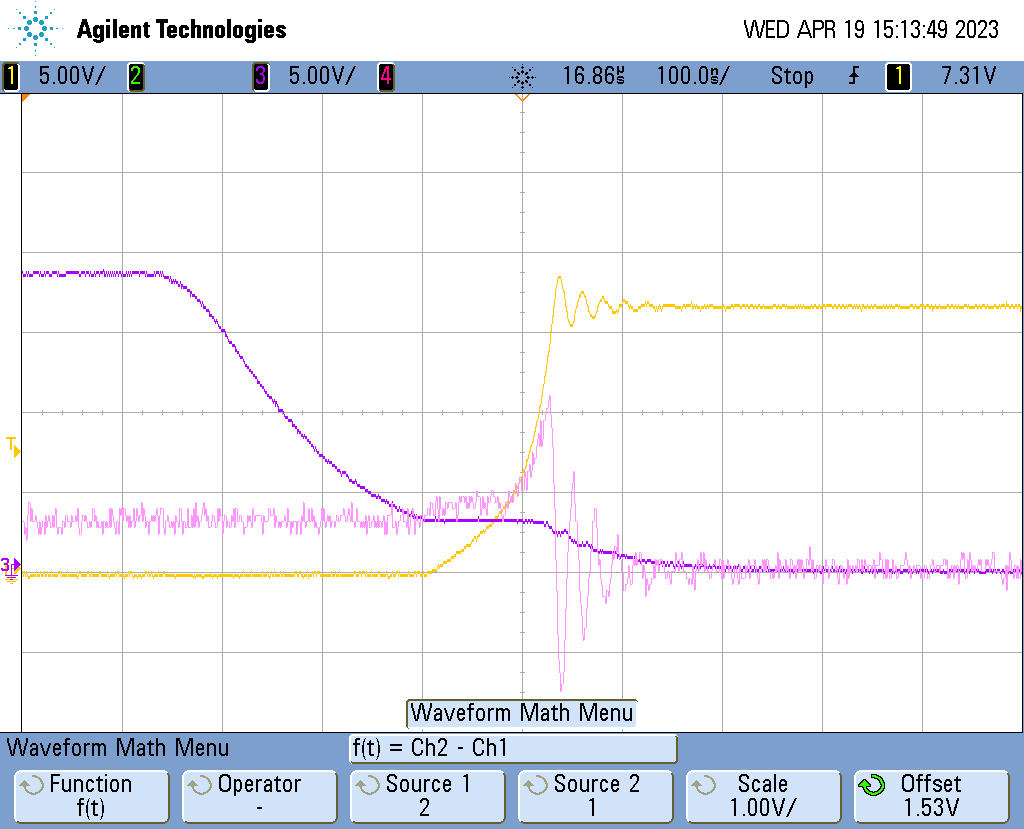 Agilent Technologies
WED APR 19 15:13:49 2023
1 5.00V/ 2 3 5.00V/ 4 16.86µs 100.0ns/ Stop 1 7.31V
T
3
Waveform Math Menu
Waveform Math Menu
f(t) = Ch2 - Ch1
Function Operator Source 1 Source 2 Scale Offset
f(t) - 2 1 1.00V/ 1.53V